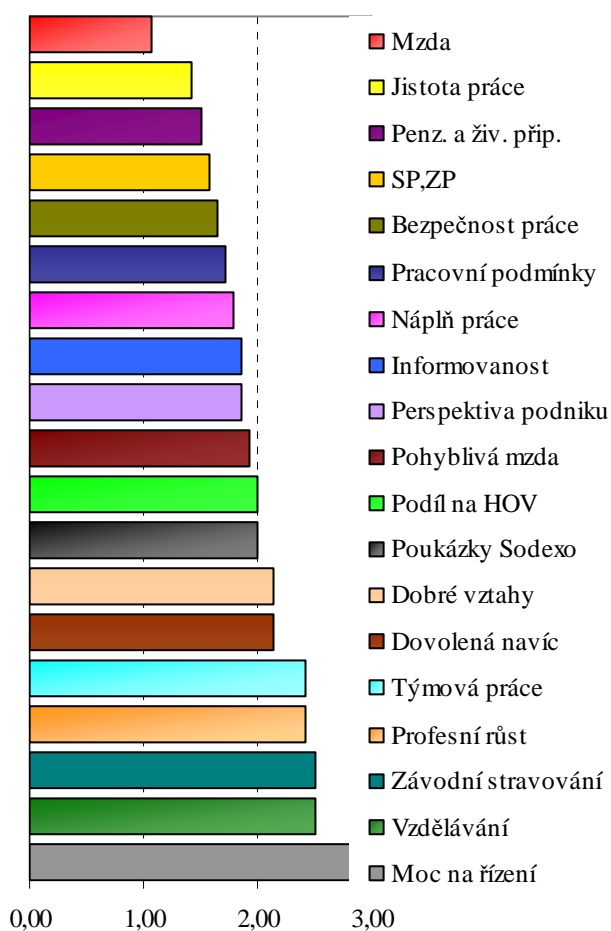 Mzda
Jistota práce
Penz. a živ. přip.
SP,ZP
Bezpečnost práce
Pracovní podmínky
Náplň práce
Informovanost
Perspektiva podniku
Pohyblivá mzda
Podíl na HOV
Poukázky Sodexo
Dobré vztahy
Dovolená navíc
Týmová práce
Profesní růst
Závodní stravování
Vzdělávání
Moc na řízení
0,00 1,00 2,00 3,00